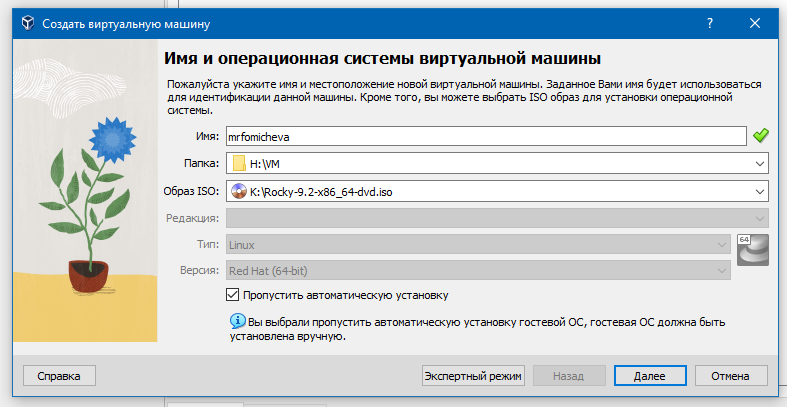 Создать виртуальную машину
Имя и операционная системы виртуальной машины
Пожалуйста укажите имя и местоположение новой виртуальной машины. Заданное Вами имя будет использоваться
для идентификации данной машины. Кроме того, вы можете выбрать ISO образ для установки операционной
системы.
Имя: mrfomicheva
Папка: H:\VM
Образ ISO: K:\Rocky-9.2-x86_64-dvd.iso
Редакция:
Тип: Linux
64
Версия: Red Hat (64-bit)
Пропустить автоматическую установку
Вы выбрали пропустить автоматическую установку гостевой ОС, гостевая ОС должна быть
установлена вручную.
Справка Экспертный режим Назад Далее Отмена